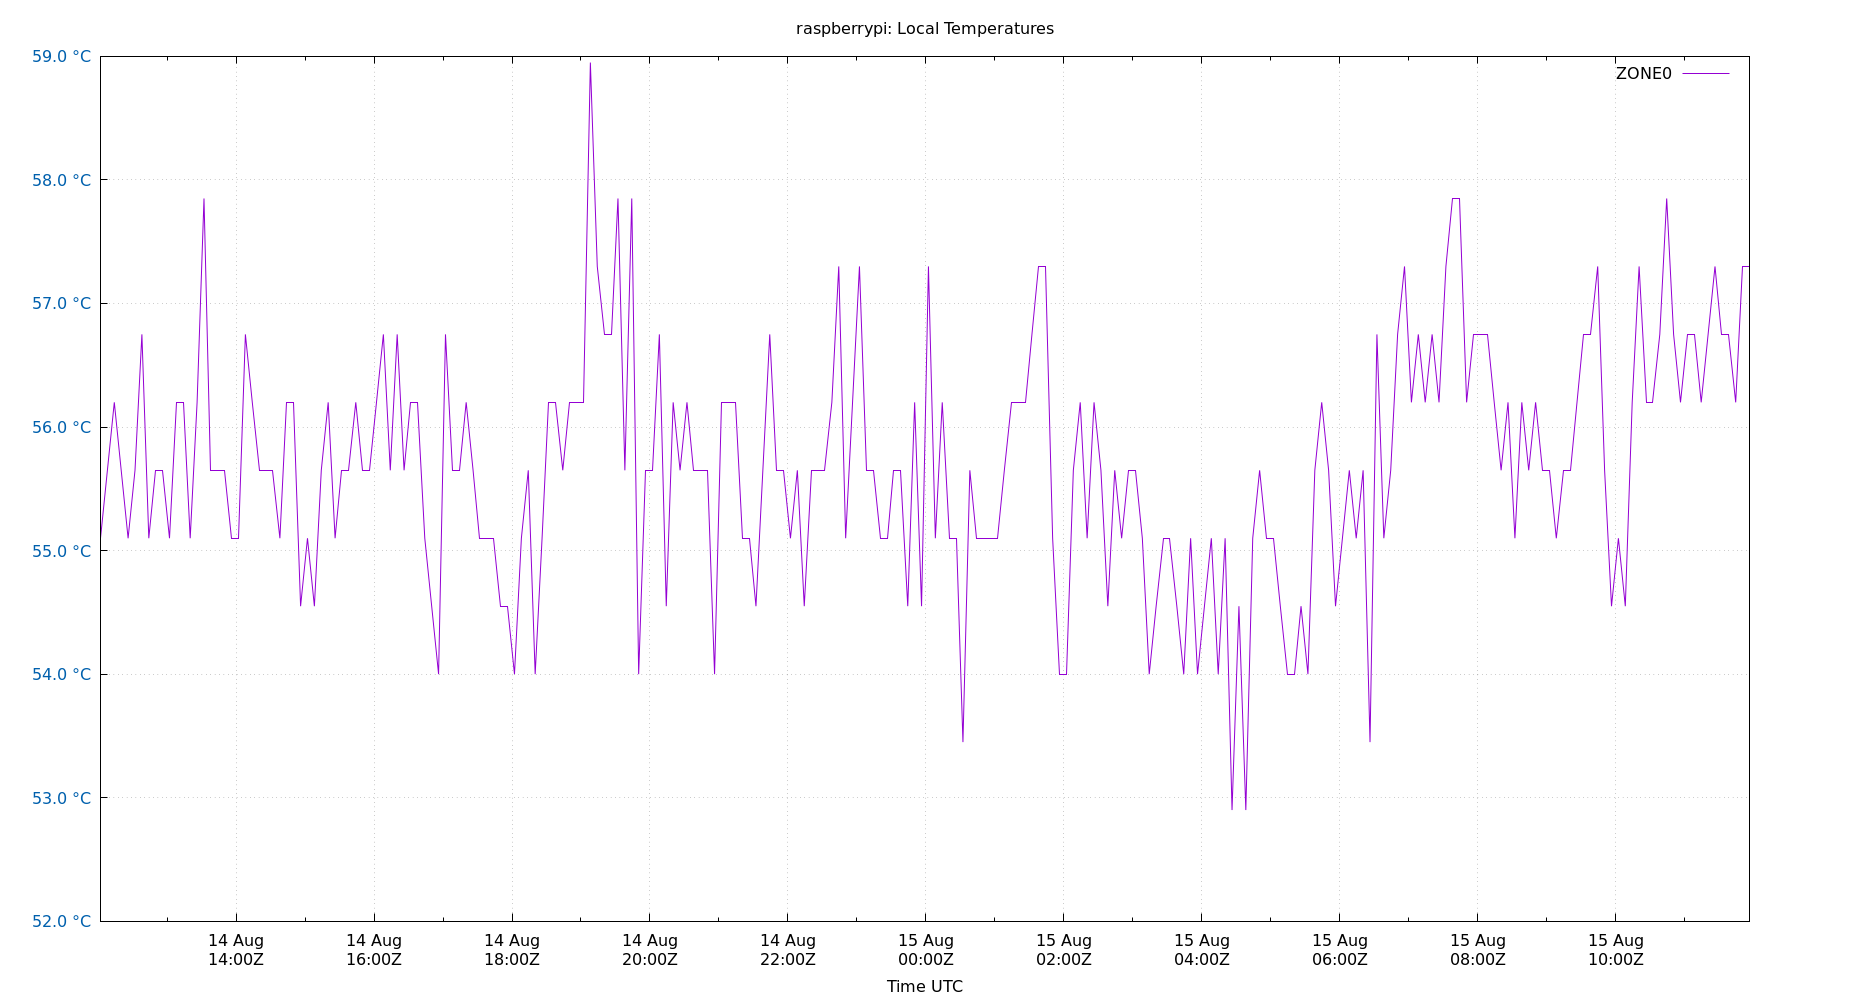 raspberrypi: Local Temperatures
59.0 °C
ZONE0
58.0 °C
57.0 °C
56.0 °C
55.0 °C
54.0 °C
53.0 °C
52.0 °C
14 Aug 14 Aug 14 Aug 14 Aug 14 Aug 15 Aug 15 Aug 15 Aug 15 Aug 15 Aug 15 Aug
14:00Z 16:00Z 18:00Z 20:00Z 22:00Z 00:00Z 02:00Z 04:00Z 06:00Z 08:00Z 10:00Z
Time UTC